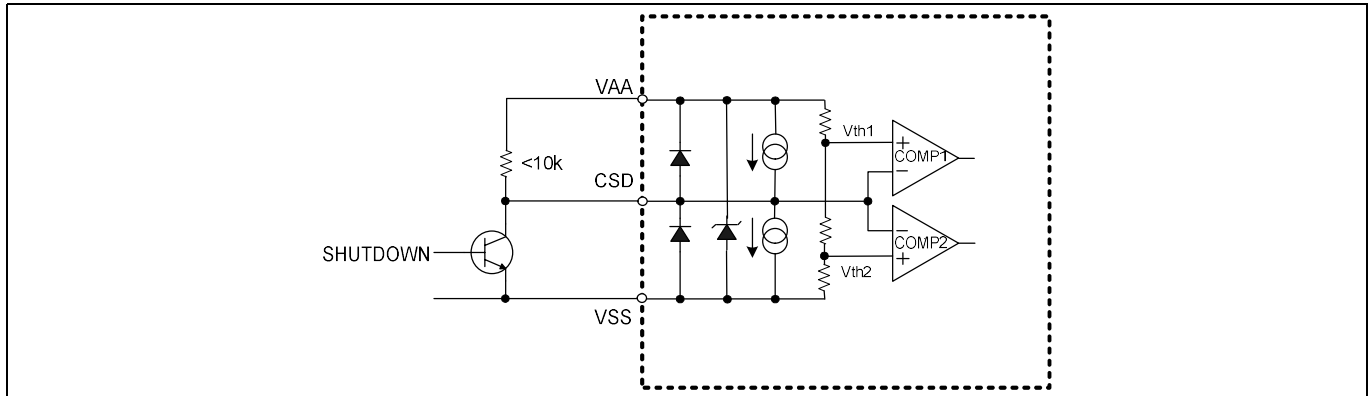 VAA
Vth1
+
COMP1
−
<10k
CSD
−
COMP2
+
SHUTDOWN
Vth2
VSS